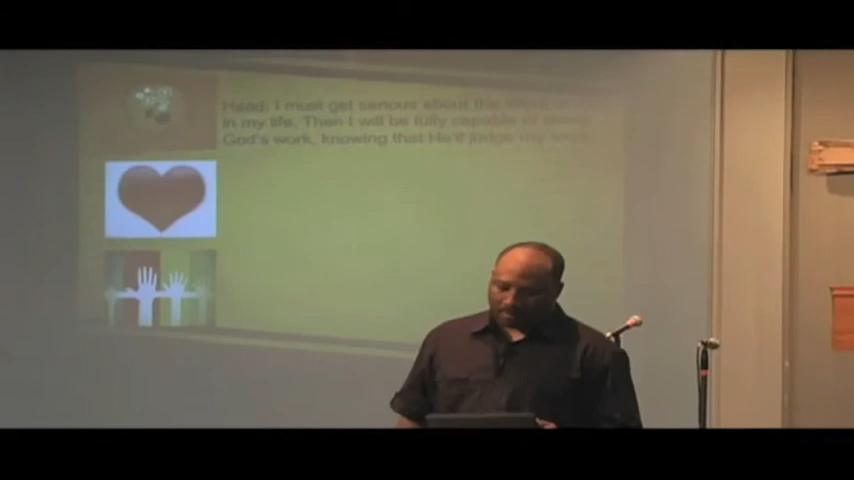 Head: I must get serious about the Word
in my life. Then I will be fully capable of
God's work, knowing that He'll judge my